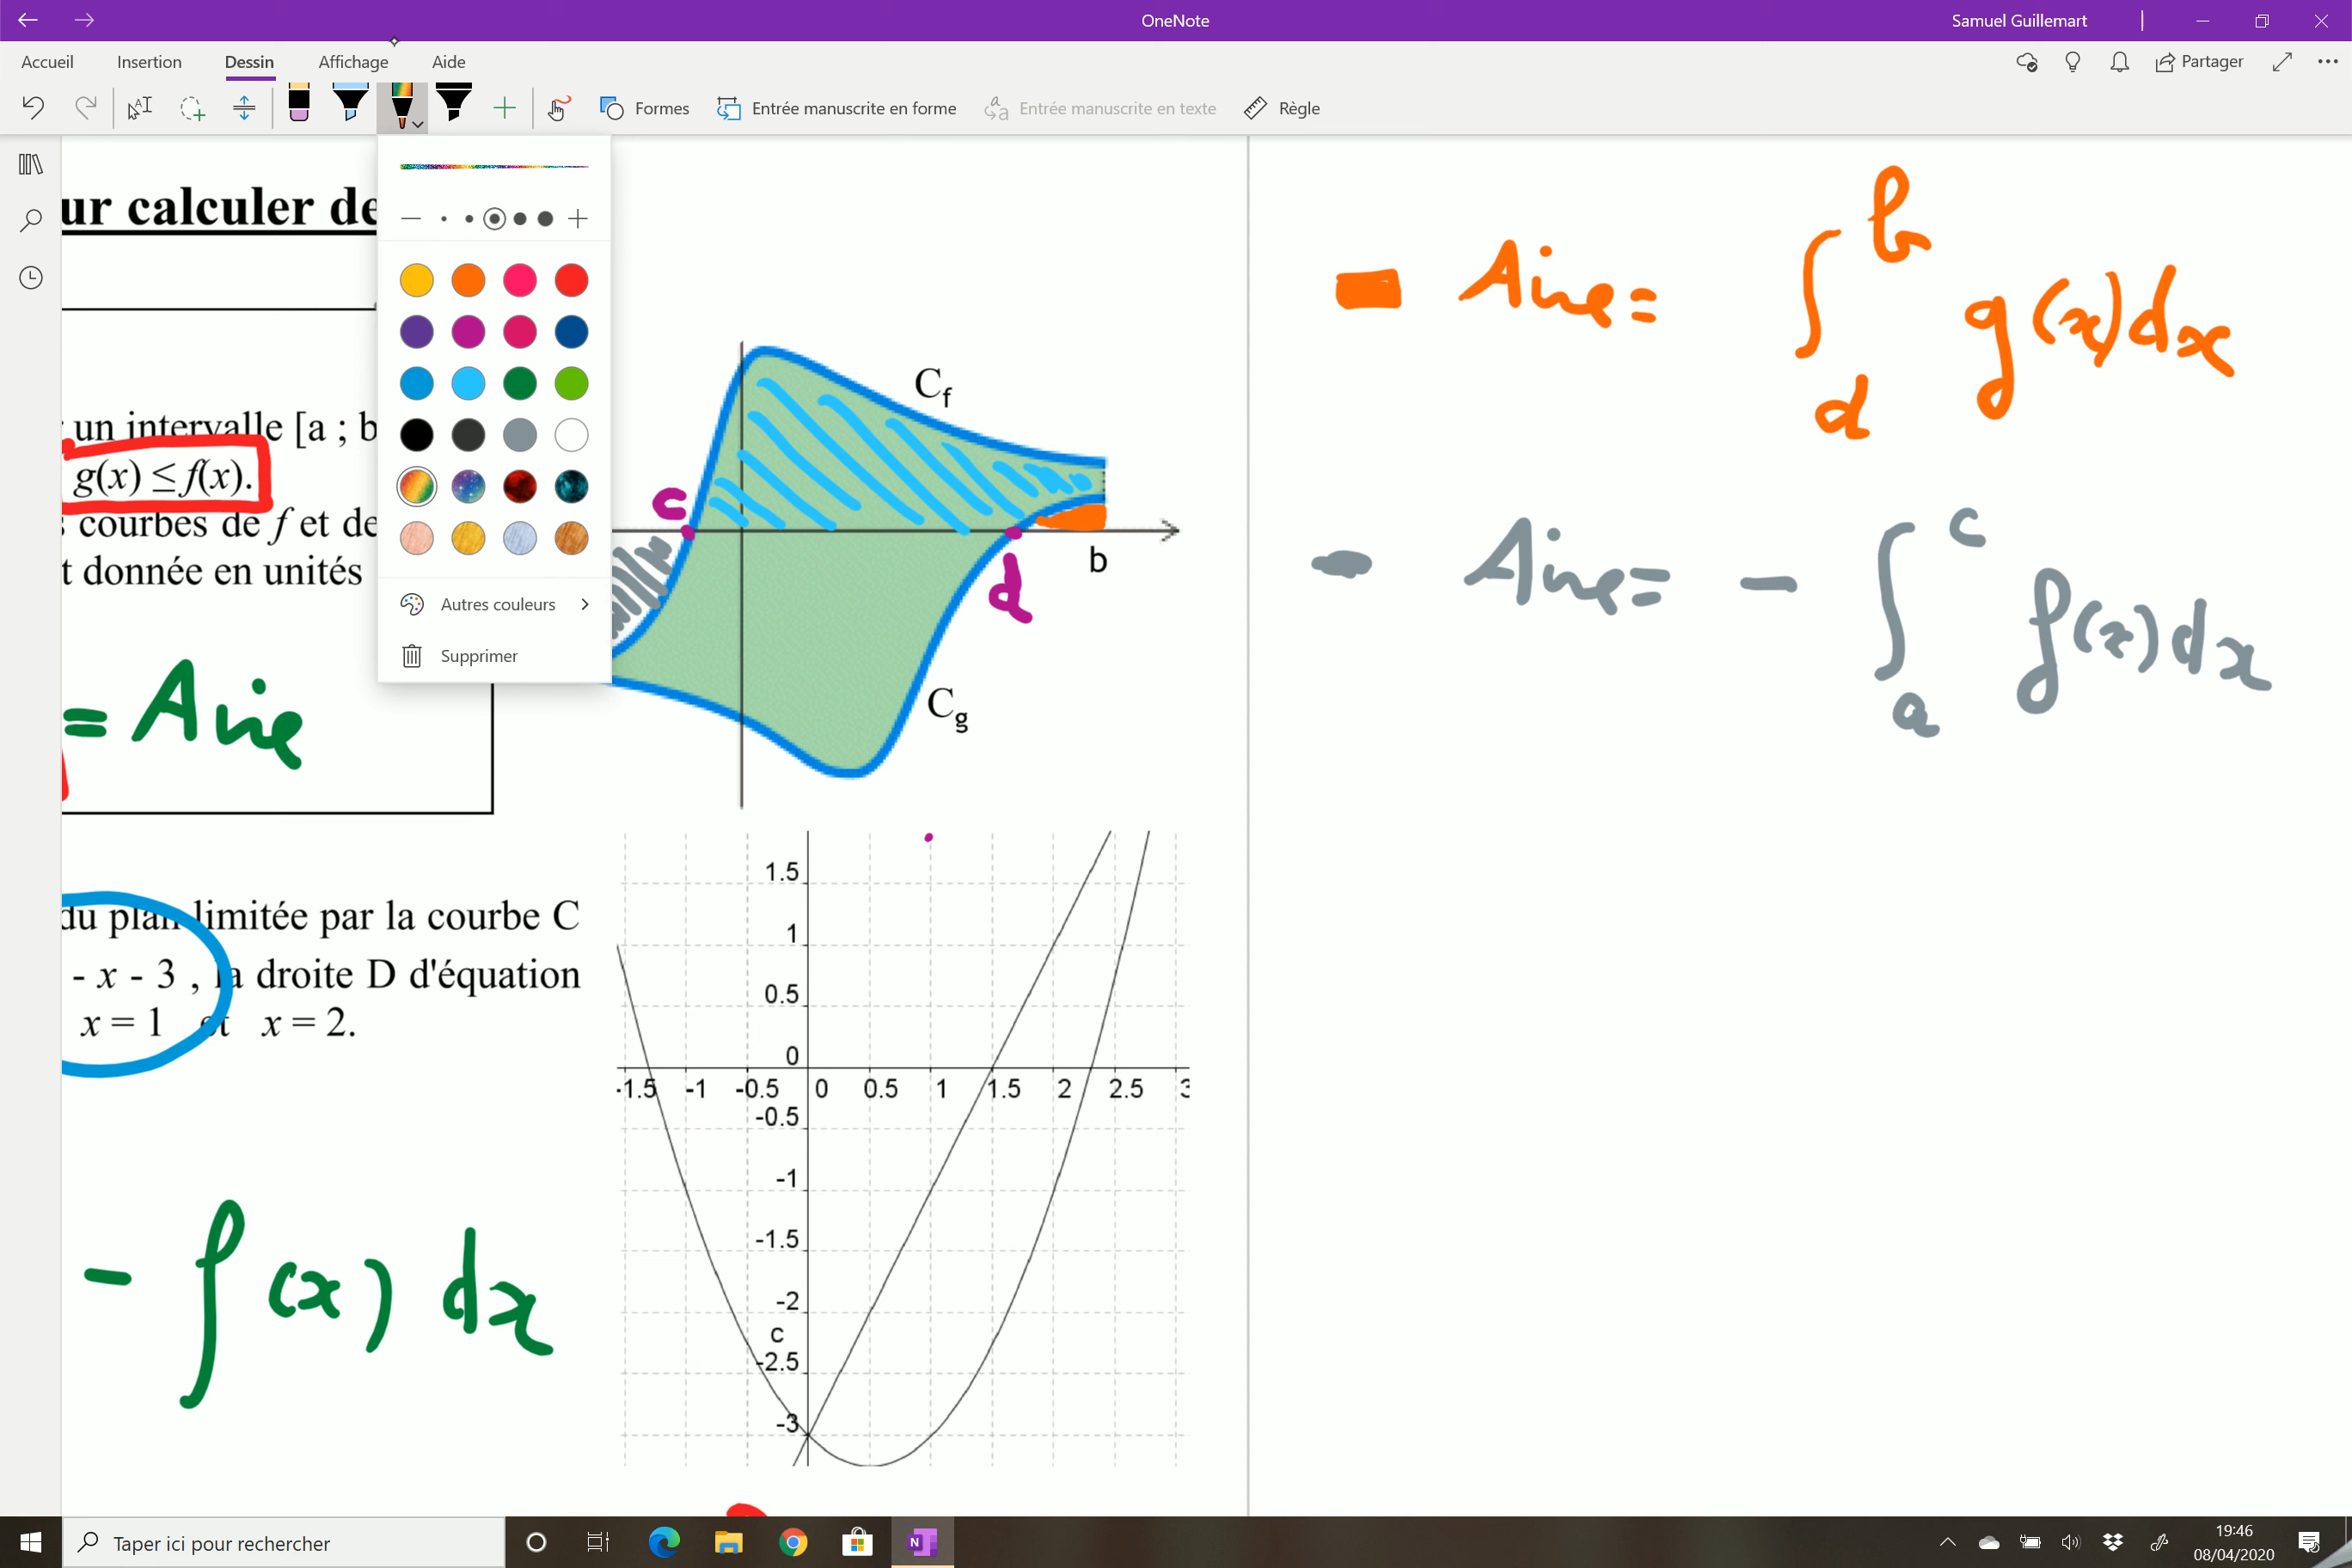 OneNote
Samuel Guillemart
Accueil Insertion Dessin Affichage Aide
Partager
Formes Entrée manuscrite en forme Entrée manuscrite en texte Règle
ur calculer de
un intervalle [a ; b
g(x) ≤ f(x).
courbes de f et de
t donnée en unités
= Aire
Autres couleurs
Supprimer
Cf
c
d
b
Cg
Aire = ∫_d^b g(x)dx
Aire = - ∫_a^c f(x)dx
du plan limitée par la courbe C
- x - 3 , la droite D d'équation
x = 1 et x = 2.
- f(x) dx
1.5
1
0.5
0
-1.5 -1 -0.5 0 0.5 1 1.5 2 2.5 3
-0.5
-1
-1.5
-2
c
-2.5
-3
Taper ici pour rechercher
19:46
08/04/2020